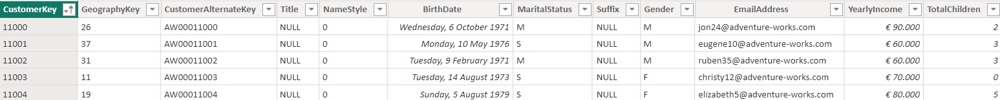 CustomerKey GeographyKey CustomerAlternateKey Title NameStyle BirthDate MaritalStatus Suffix Gender EmailAddress YearlyIncome TotalChildren
11000 26 AW00011000 NULL 0 Wednesday, 6 October 1971 M NULL M jon24@adventure-works.com € 90.000 2
11001 37 AW00011001 NULL 0 Monday, 10 May 1976 S NULL M eugene10@adventure-works.com € 60.000 3
11002 31 AW00011002 NULL 0 Tuesday, 9 February 1971 M NULL M ruben35@adventure-works.com € 60.000 3
11003 11 AW00011003 NULL 0 Tuesday, 14 August 1973 S NULL F christy12@adventure-works.com € 70.000 0
11004 19 AW00011004 NULL 0 Sunday, 5 August 1979 S NULL F elizabeth5@adventure-works.com € 80.000 5